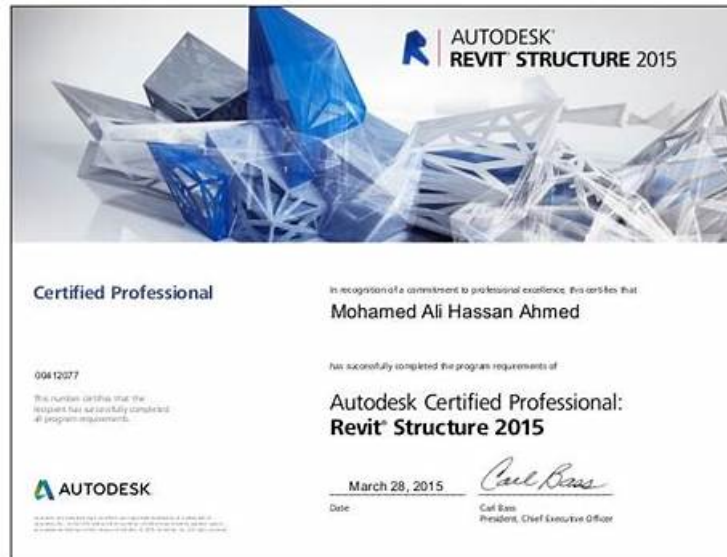 AUTODESK®
REVIT® STRUCTURE 2015
Certified Professional
In recognition of a commitment to professional excellence, this certifies that
Mohamed Ali Hassan Ahmed
has successfully completed the program requirements of
00412077
This number certifies that the
recipient has successfully completed
all program requirements.
Autodesk Certified Professional:
Revit® Structure 2015
AUTODESK
March 28, 2015
Carl Bass
Date
Carl Bass
President, Chief Executive Officer